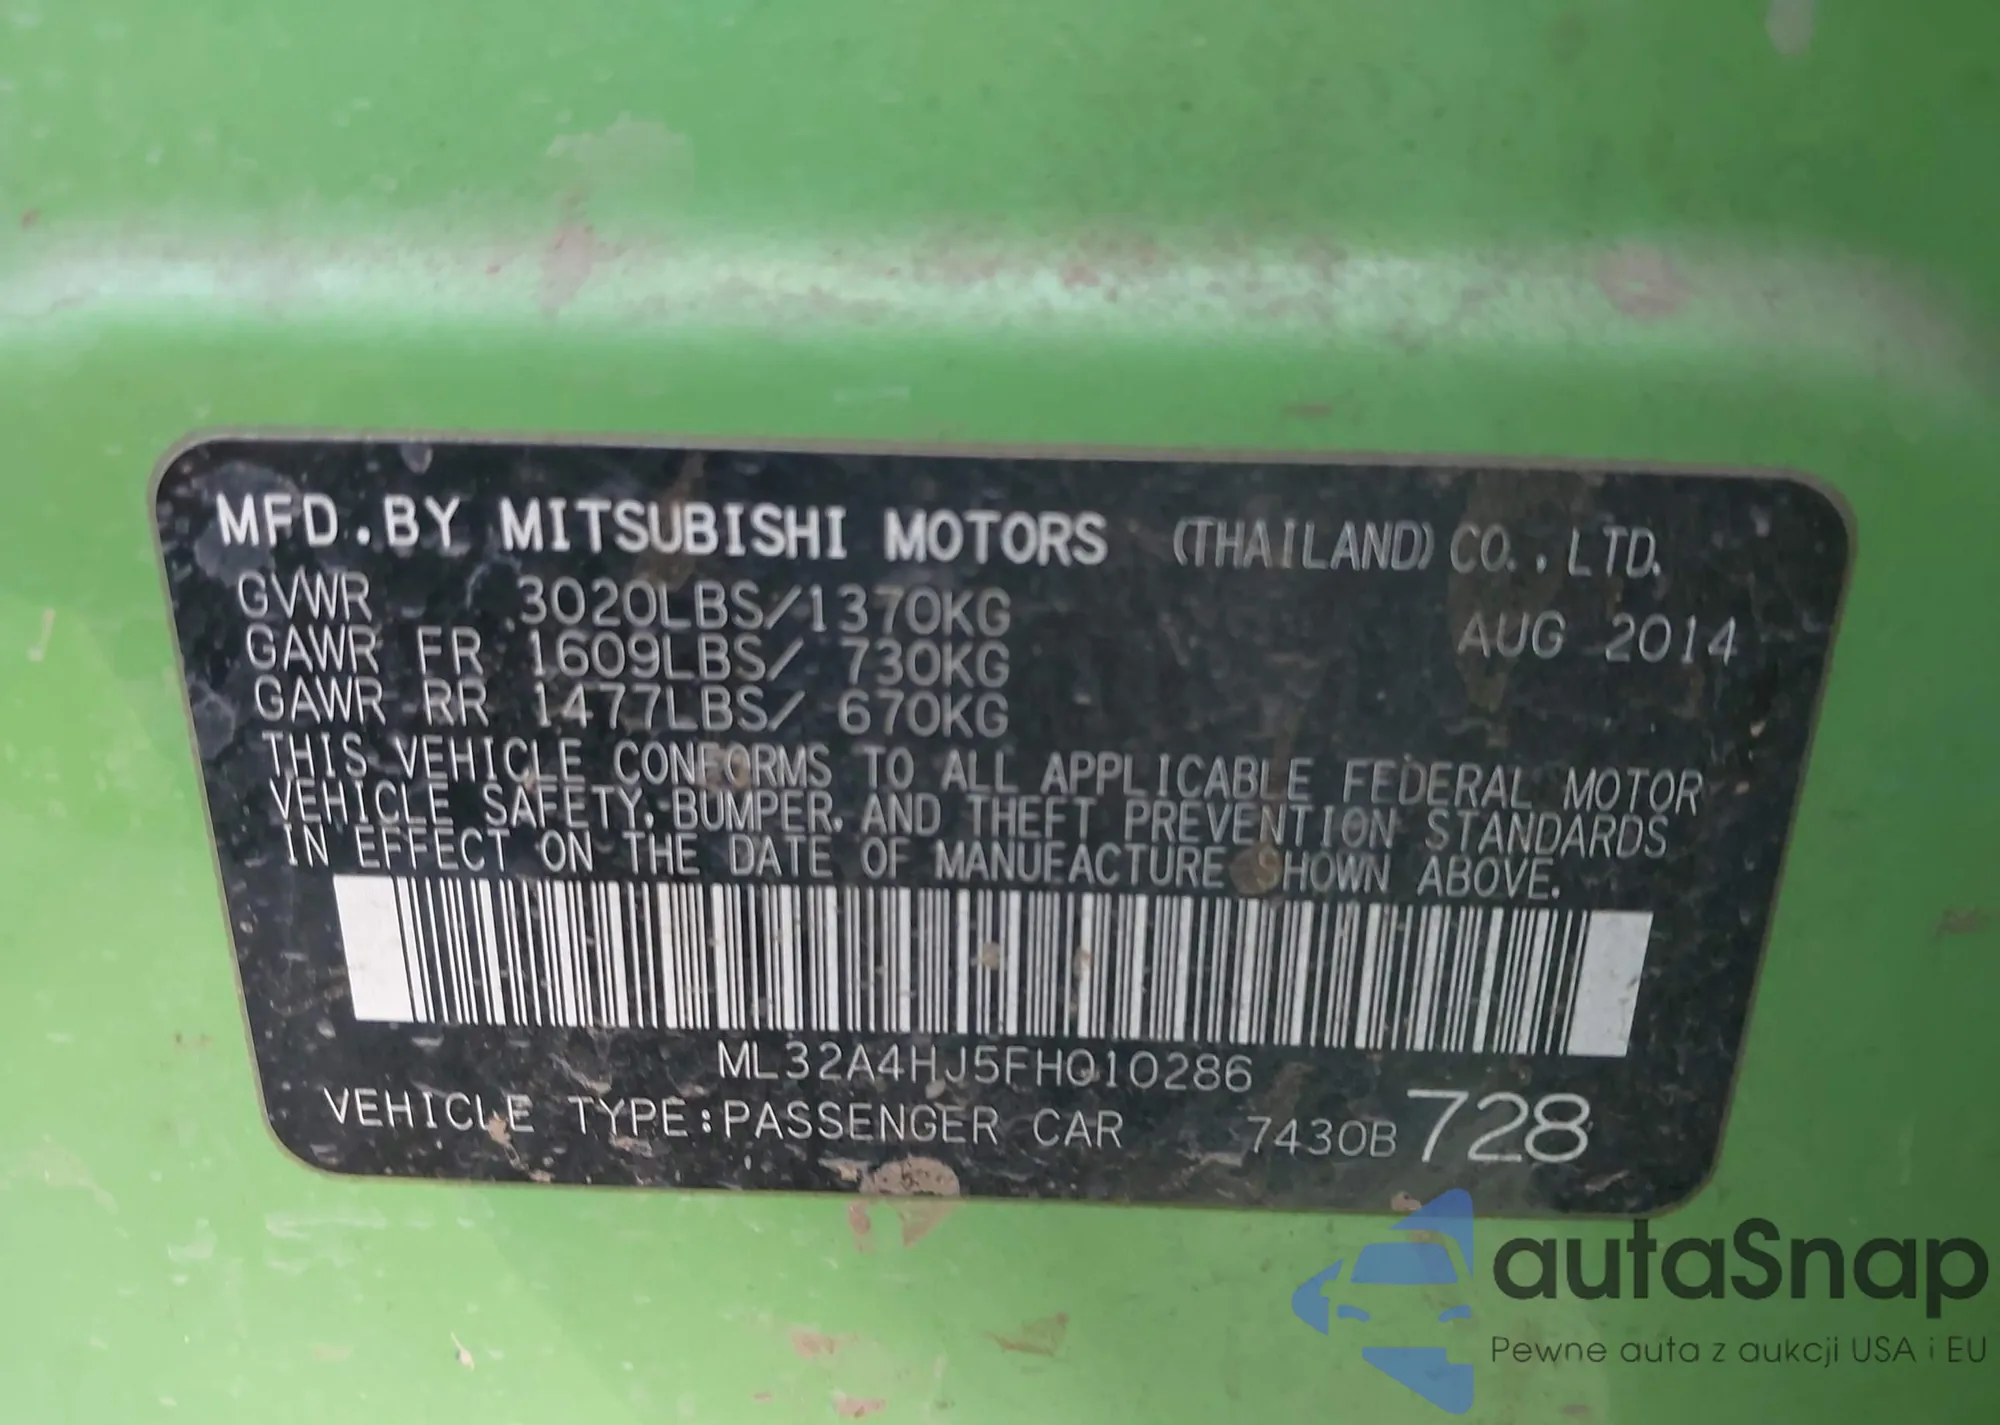 MFD.BY MITSUBISHI MOTORS (THAILAND) CO., LTD.
GVWR 3020LBS/1370KG
AUG 2014
GAWR FR 1609LBS/ 730KG
GAWR RR 1477LBS/ 670KG
THIS VEHICLE CONFORMS TO ALL APPLICABLE FEDERAL MOTOR
VEHICLE SAFETY, BUMPER, AND THEFT PREVENTION STANDARDS
IN EFFECT ON THE DATE OF MANUFACTURE SHOWN ABOVE.
ML32A4HJ5FH010286
VEHICLE TYPE:PASSENGER CAR 7430B 728
autaSnap
Pewne auta z aukcji USA i EU